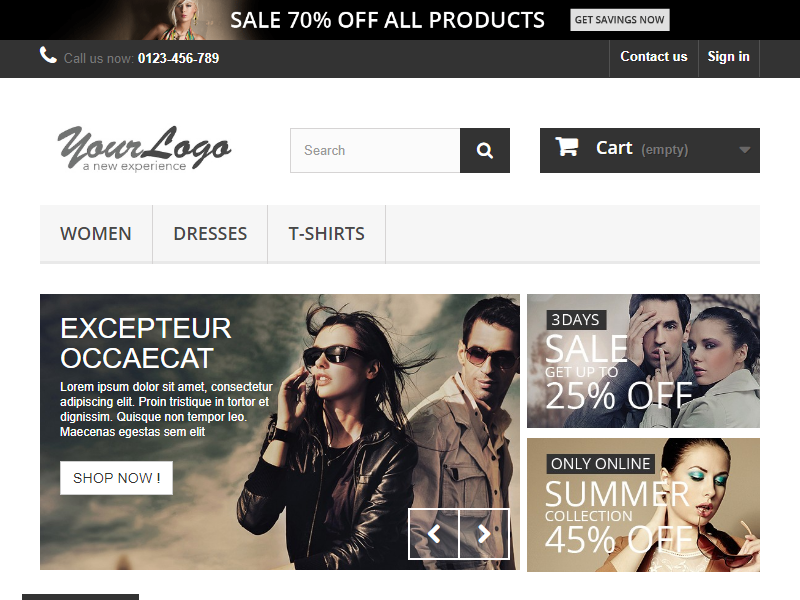 SALE 70% OFF ALL PRODUCTS GET SAVINGS NOW
Call us now: 0123-456-789 Contact us Sign in
YourLogo
a new experience
Search
Cart (empty)
WOMEN DRESSES T-SHIRTS
EXCEPTEUR
OCCAECAT
Lorem ipsum dolor sit amet, consectetur
adipiscing elit. Proin tristique in tortor et
dignissim. Quisque non tempor leo.
Maecenas egestas sem elit
SHOP NOW !
3 DAYS
SALE
GET UP TO
25% OFF
ONLY ONLINE
SUMMER
COLLECTION
45% OFF